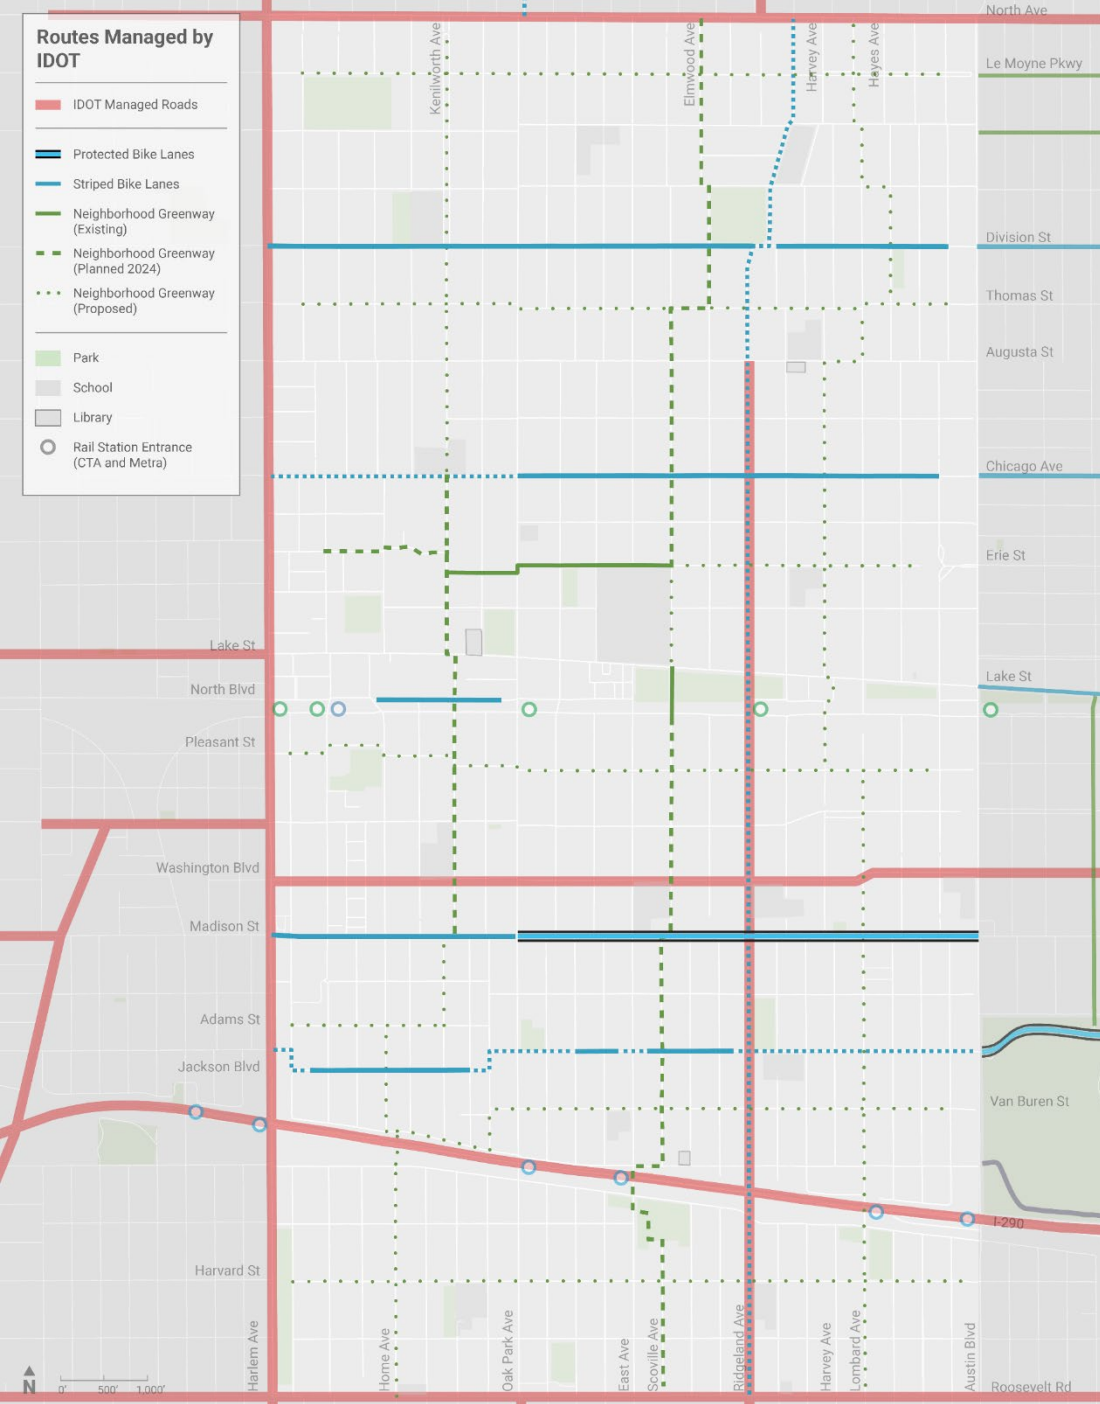 Routes Managed by
IDOT
IDOT Managed Roads
Protected Bike Lanes
Striped Bike Lanes
Neighborhood Greenway
(Existing)
Neighborhood Greenway
(Planned 2024)
Neighborhood Greenway
(Proposed)
Park
School
Library
Rail Station Entrance
(CTA and Metra)
Kenilworth Ave
Elmwood Ave
Harvey Ave
Hayes Ave
North Ave
Le Moyne Pkwy
Division St
Thomas St
Augusta St
Chicago Ave
Erie St
Lake St
Lake St
North Blvd
Pleasant St
Washington Blvd
Madison St
Adams St
Jackson Blvd
Van Buren St
I-290
Harvard St
Harlem Ave
Home Ave
Oak Park Ave
East Ave
Scoville Ave
Ridgeland Ave
Harvey Ave
Lombard Ave
Austin Blvd
Roosevelt Rd
N
0' 500' 1,000'